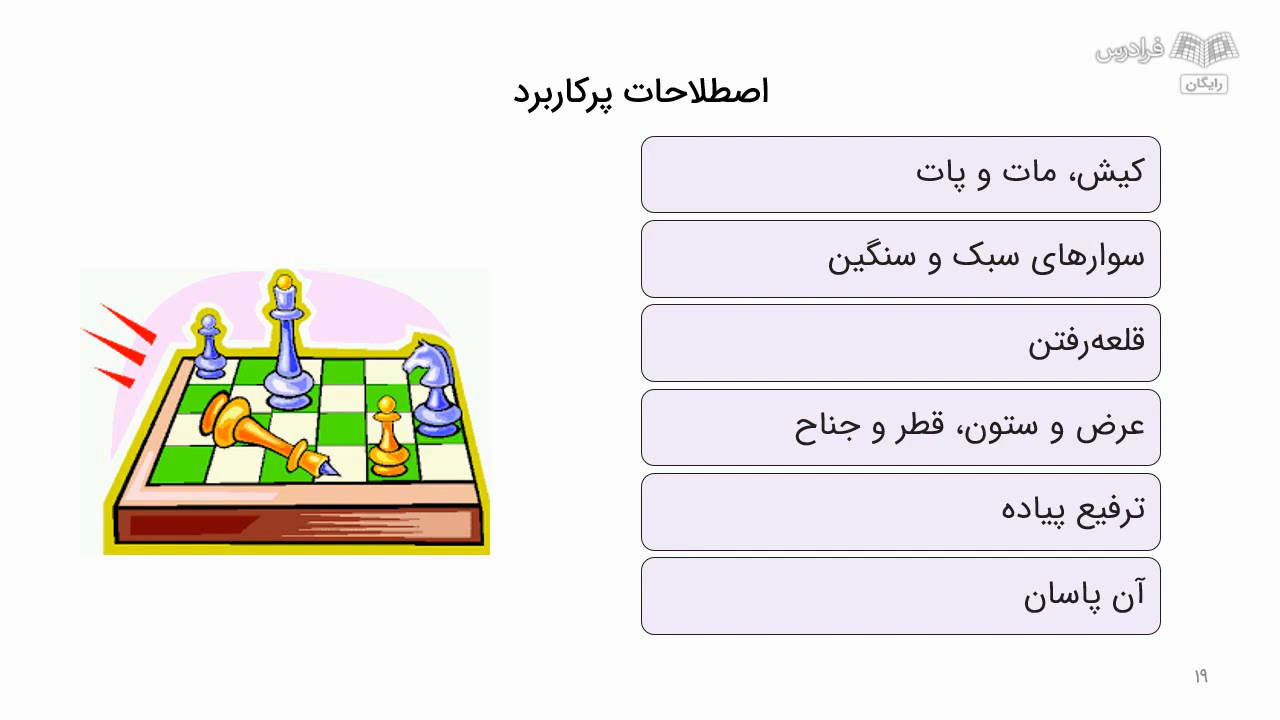 فرادرس
رایگان
اصطلاحات پرکاربرد
کیش، مات و پات
سوارهای سبک و سنگین
قلعه‌رفتن
عرض و ستون، قطر و جناح
ترفیع پیاده
آن پاسان
۱۹